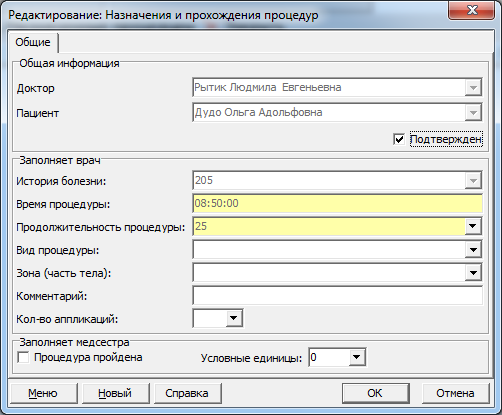 Редактирование: Назначения и прохождения процедур
Общие
Общая информация
Доктор Рытик Людмила Евгеньевна
Пациент Дудо Ольга Адольфовна
Подтвержден
Заполняет врач
История болезни: 205
Время процедуры: 08:50:00
Продолжительность процедуры: 25
Вид процедуры:
Зона (часть тела):
Комментарий:
Кол-во аппликаций:
Заполняет медсестра
Процедура пройдена Условные единицы: 0
Меню Новый Справка OK Отмена